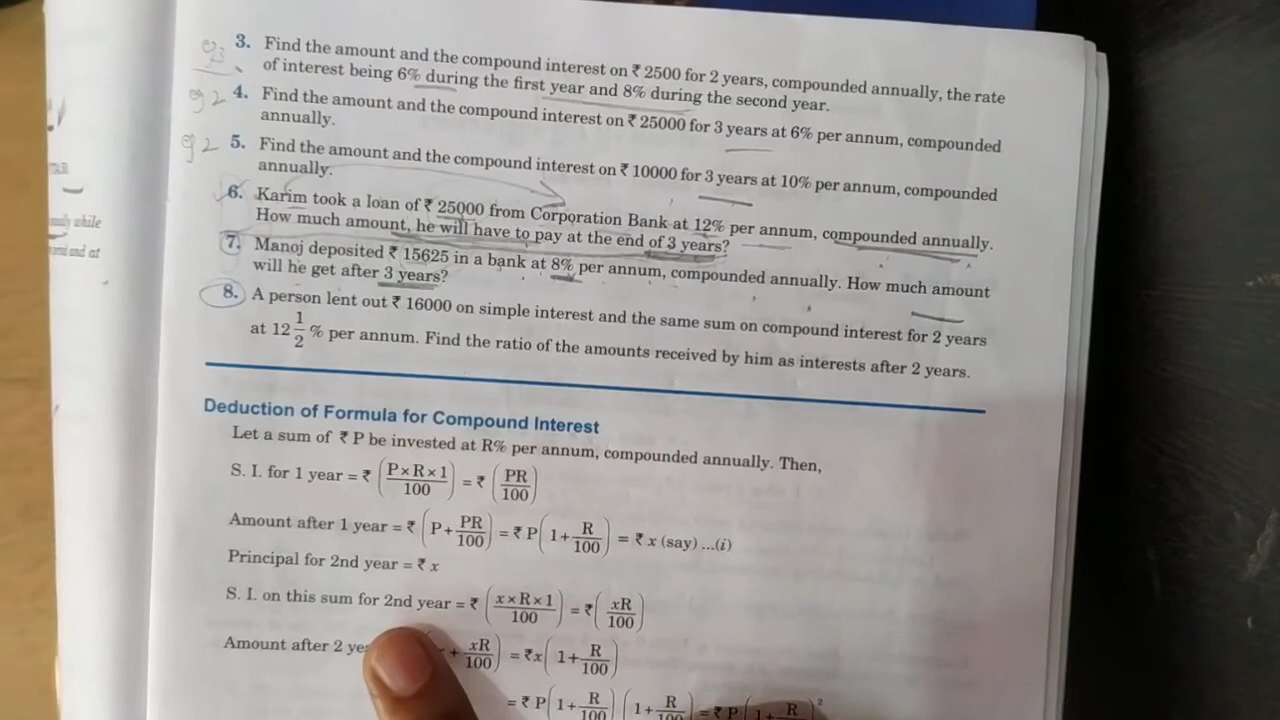 3. Find the amount and the compound interest on ₹ 2500 for 2 years, compounded annually, the rate
of interest being 6% during the first year and 8% during the second year.
4. Find the amount and the compound interest on ₹ 25000 for 3 years at 6% per annum, compounded
annually.
5. Find the amount and the compound interest on ₹ 10000 for 3 years at 10% per annum, compounded
annually.
6. Karim took a loan of ₹ 25000 from Corporation Bank at 12% per annum, compounded annually.
How much amount, he will have to pay at the end of 3 years?
7. Manoj deposited ₹ 15625 in a bank at 8% per annum, compounded annually. How much amount
will he get after 3 years?
8. A person lent out ₹ 16000 on simple interest and the same sum on compound interest for 2 years
at 12 1/2 % per annum. Find the ratio of the amounts received by him as interests after 2 years.
Deduction of Formula for Compound Interest
Let a sum of ₹ P be invested at R% per annum, compounded annually. Then,
S. I. for 1 year = ₹ (P×R×1/100) = ₹ (PR/100)
Amount after 1 year = ₹ (P+PR/100) = ₹ P(1+R/100) = ₹ x (say) ...(i)
Principal for 2nd year = ₹ x
S. I. on this sum for 2nd year = ₹ (x×R×1/100) = ₹(xR/100)
Amount after 2 + xR/100) = ₹x(1+R/100)
= ₹ P(1+R/100)(1+R/100) = ₹ P(1+R)²
while
and at